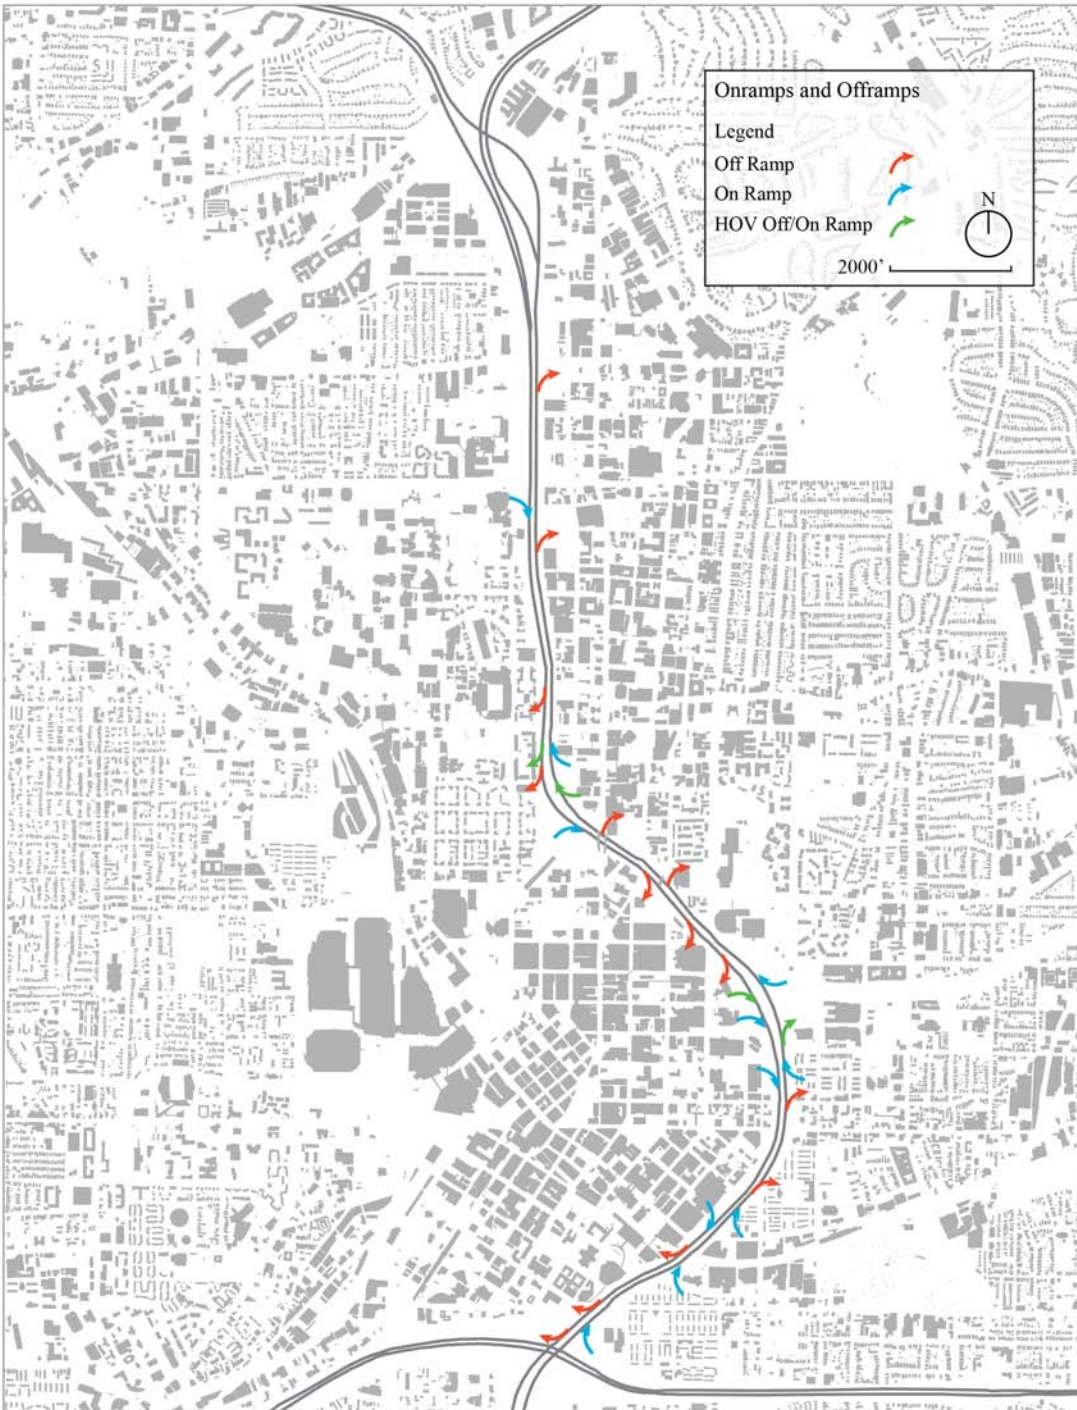 Onramps and Offramps
Legend
Off Ramp
On Ramp
HOV Off/On Ramp
N
2000'